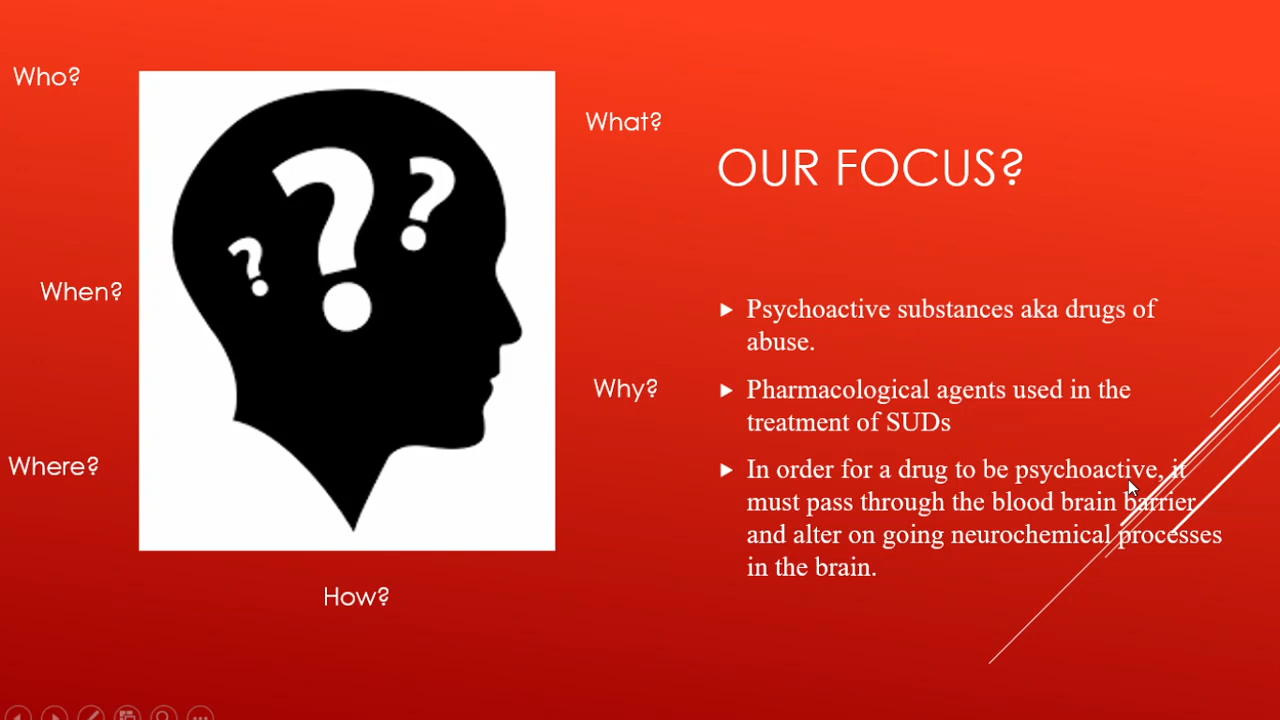 Who?
What?
When?
Why?
Where?
How?
OUR FOCUS?
Psychoactive substances aka drugs of
abuse.
Pharmacological agents used in the
treatment of SUDs
In order for a drug to be psychoactive, it
must pass through the blood brain barrier
and alter on going neurochemical processes
in the brain.